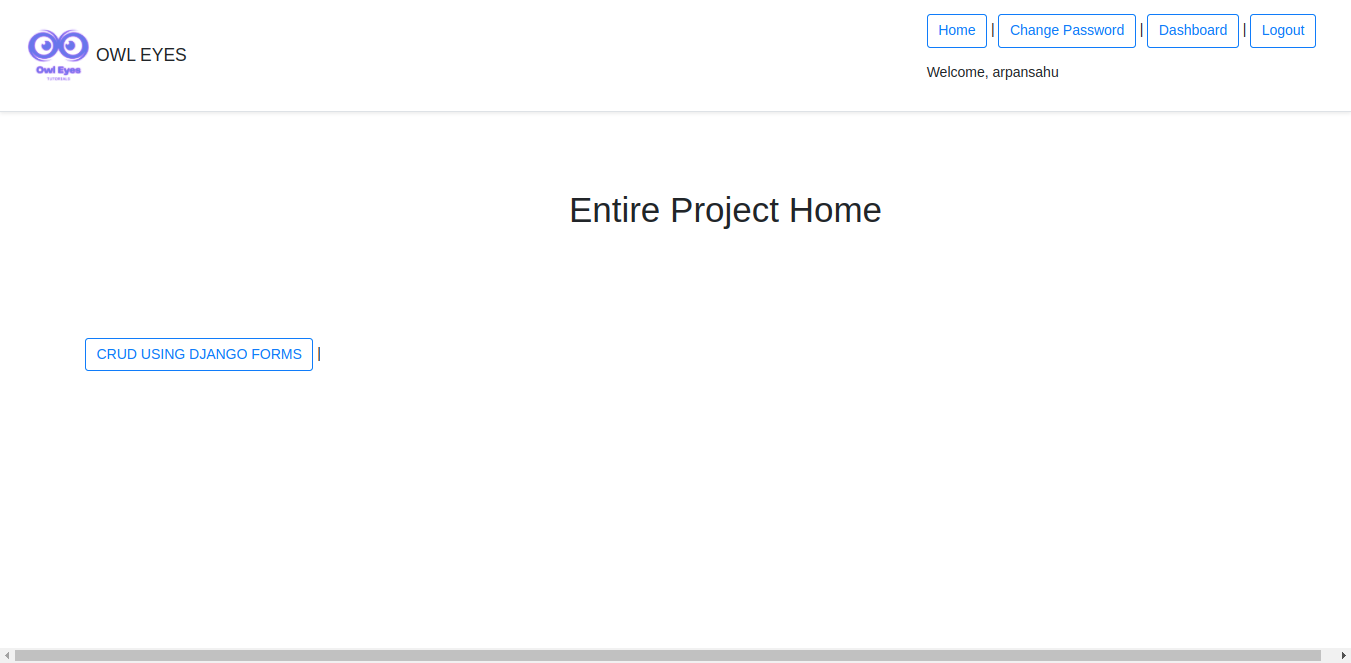 Home | Change Password | Dashboard | Logout
OWL EYES
Owl Eyes
TUTORIALS
Welcome, arpansahu
Entire Project Home
CRUD USING DJANGO FORMS |